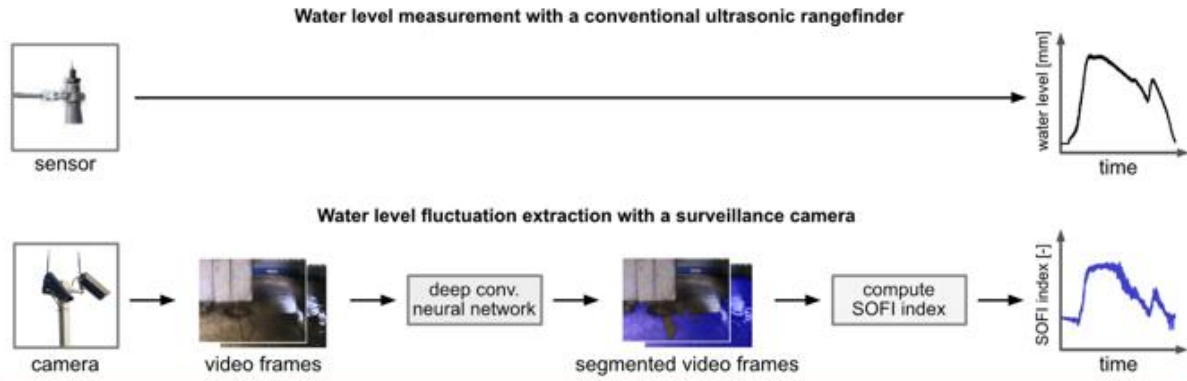 Water level measurement with a conventional ultrasonic rangefinder
sensor
water level [mm]
time
Water level fluctuation extraction with a surveillance camera
camera
video frames
deep conv.
neural network
segmented video frames
compute
SOFI index
SOFI index [-]
time